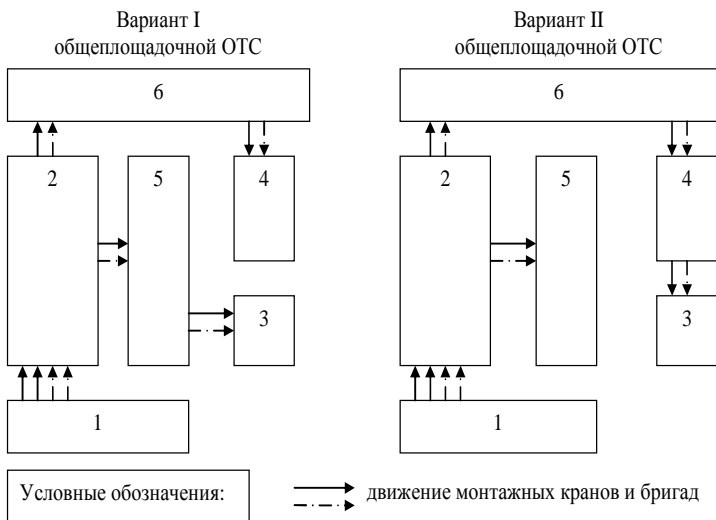 Вариант I
общеплощадочной ОТС
6
2
5
4
3
1
Вариант II
общеплощадочной ОТС
6
2
5
4
3
1
Условные обозначения:
движение монтажных кранов и бригад